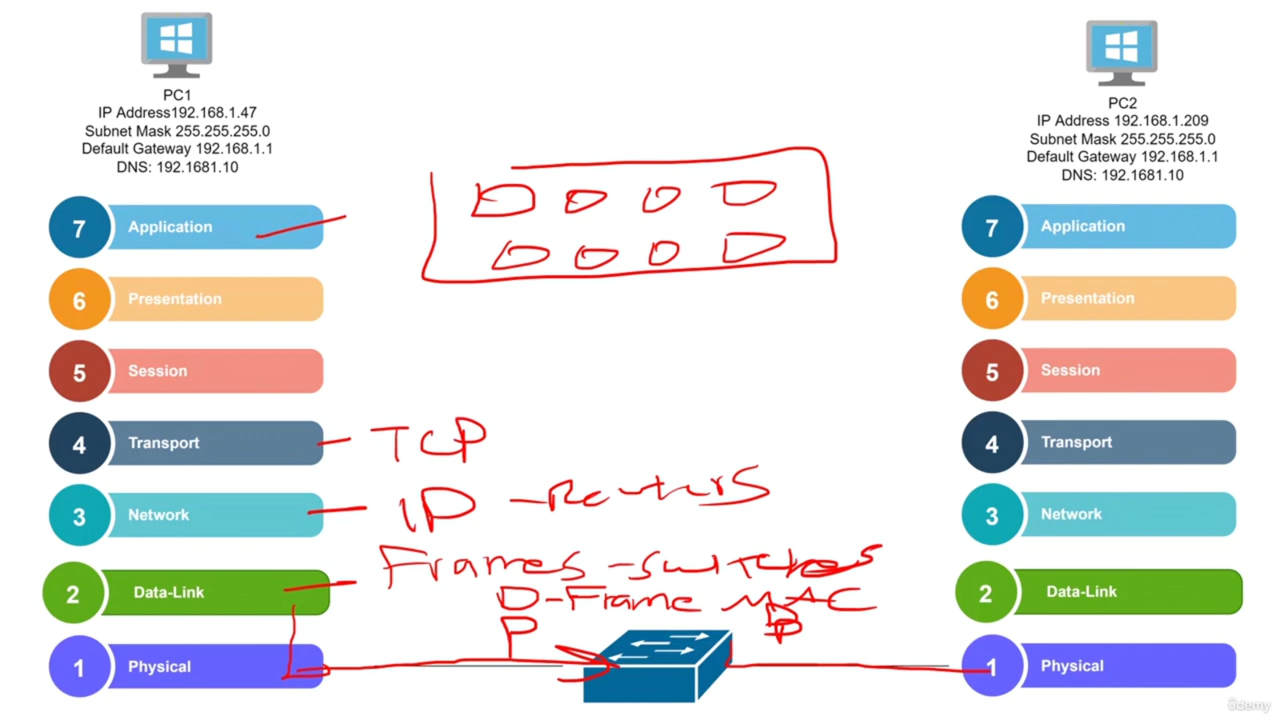 PC1
IP Address192.168.1.47
Subnet Mask 255.255.255.0
Default Gateway 192.168.1.1
DNS: 192.1681.10
7 Application
6 Presentation
5 Session
4 Transport
3 Network
2 Data-Link
1 Physical
TCP
IP - Routers
Frames - switches
D - Frame MAC
P
D
P
PC2
IP Address 192.168.1.209
Subnet Mask 255.255.255.0
Default Gateway 192.168.1.1
DNS: 192.1681.10
7 Application
6 Presentation
5 Session
4 Transport
3 Network
2 Data-Link
1 Physical
ûdemy